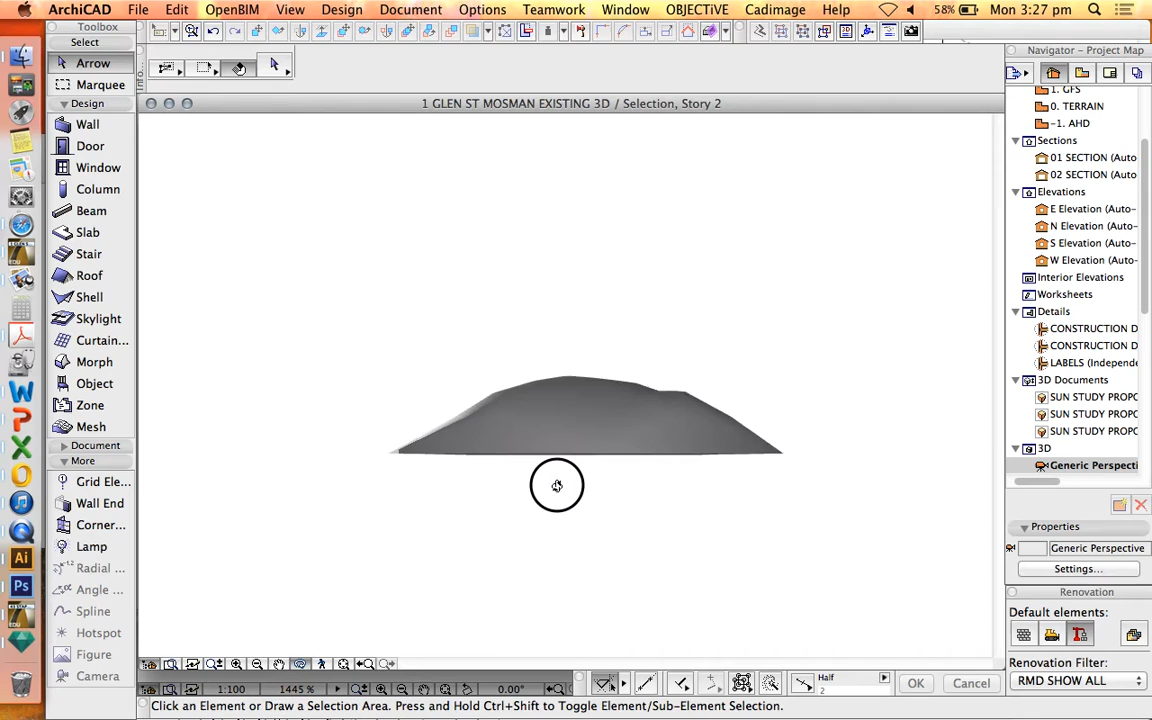 ArchiCAD File Edit OpenBIM View Design Document Options Teamwork Window OBJECTiVE Cadimage Help 58% Mon 3:27 pm
Toolbox
Select
Arrow
Marquee
Design
Wall
Door
Window
Column
Beam
Slab
Stair
Roof
Shell
Skylight
Curtain...
Morph
Object
Zone
Mesh
Document
More
Grid Ele...
Wall End
Corner...
Lamp
Radial ...
Angle ...
Spline
Hotspot
Figure
Camera
1 GLEN ST MOSMAN EXISTING 3D / Selection, Story 2
Navigator - Project Map
1. GFS
0. TERRAIN
-1. AHD
Sections
01 SECTION (Auto
02 SECTION (Auto
Elevations
E Elevation (Auto-
N Elevation (Auto-
S Elevation (Auto-
W Elevation (Auto-
Interior Elevations
Worksheets
Details
CONSTRUCTION D
CONSTRUCTION D
LABELS (Independe
3D Documents
SUN STUDY PROPO
SUN STUDY PROPO
SUN STUDY PROPO
3D
Generic Perspecti
Properties
Generic Perspective
Settings...
Renovation
Default elements:
Renovation Filter:
RMD SHOW ALL
1:100 1445 % 0.00°
Half
2
OK Cancel
Click an Element or Draw a Selection Area. Press and Hold Ctrl+Shift to Toggle Element/Sub-Element Selection.
W
P
X
O
Ai
Ps